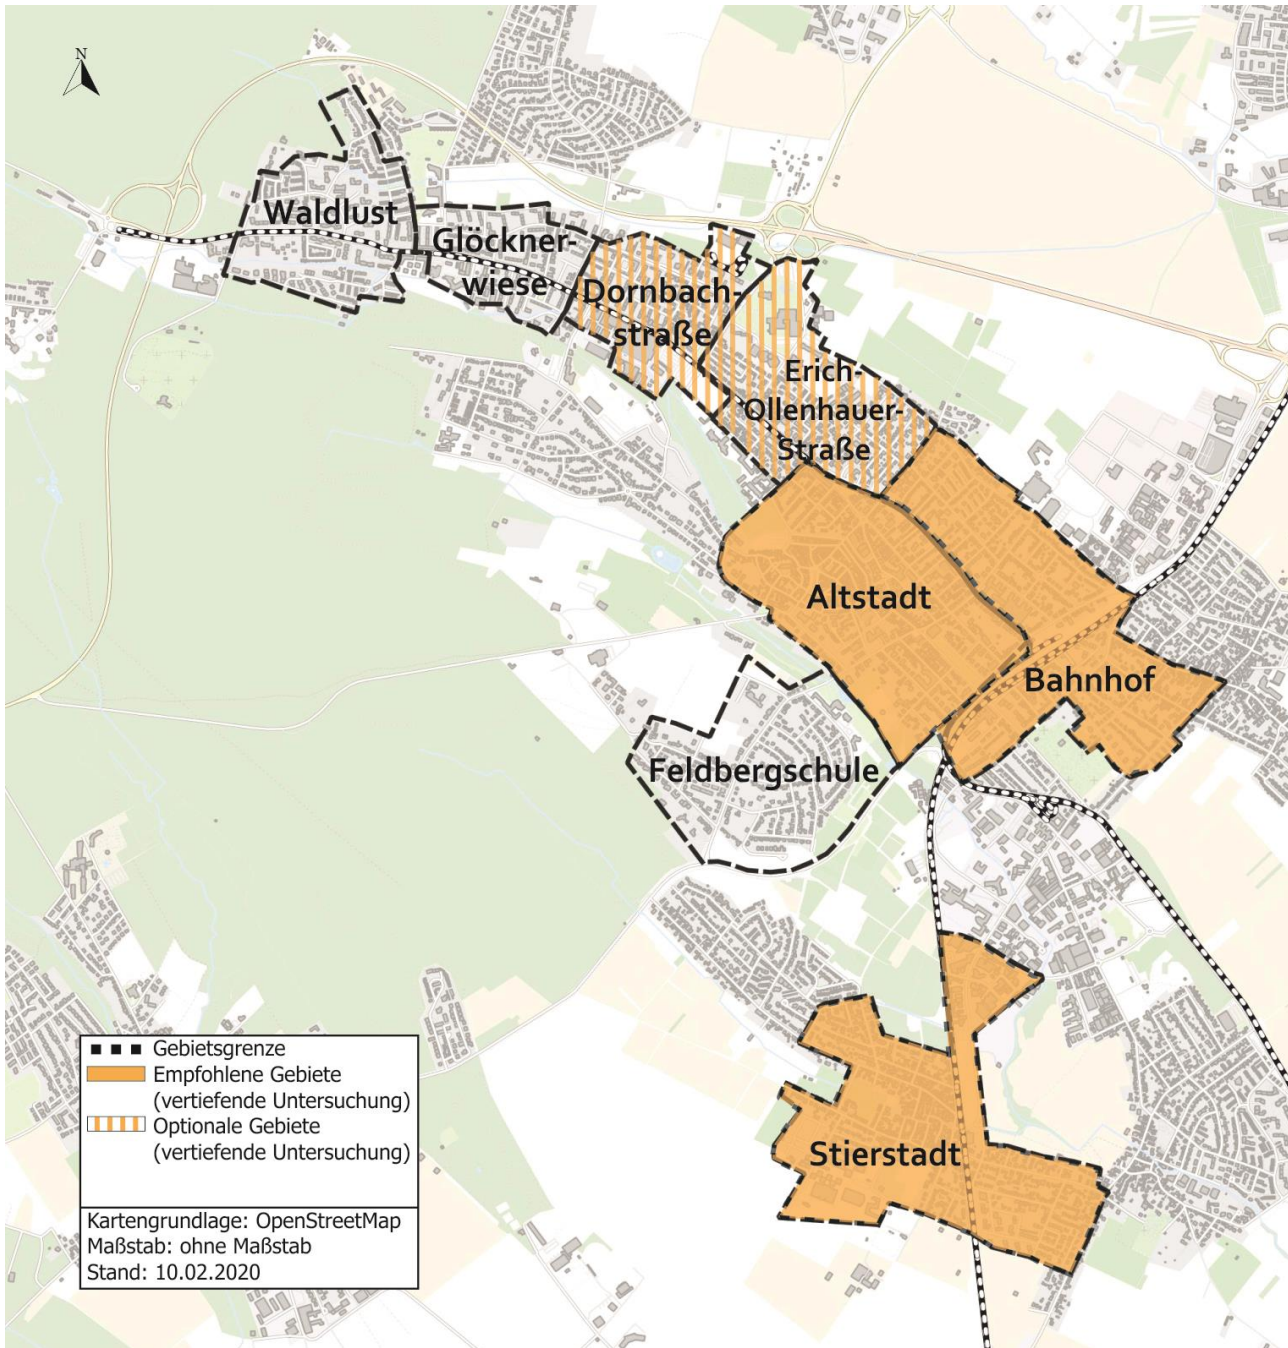 N
Waldlust
Glöckner-
wiese
Dornbach-
straße
Erich-
Ollenhauer-
Straße
Altstadt
Bahnhof
Feldbergschule
Stierstadt
Gebietsgrenze
Empfohlene Gebiete
(vertiefende Untersuchung)
Optionale Gebiete
(vertiefende Untersuchung)
Kartengrundlage: OpenStreetMap
Maßstab: ohne Maßstab
Stand: 10.02.2020